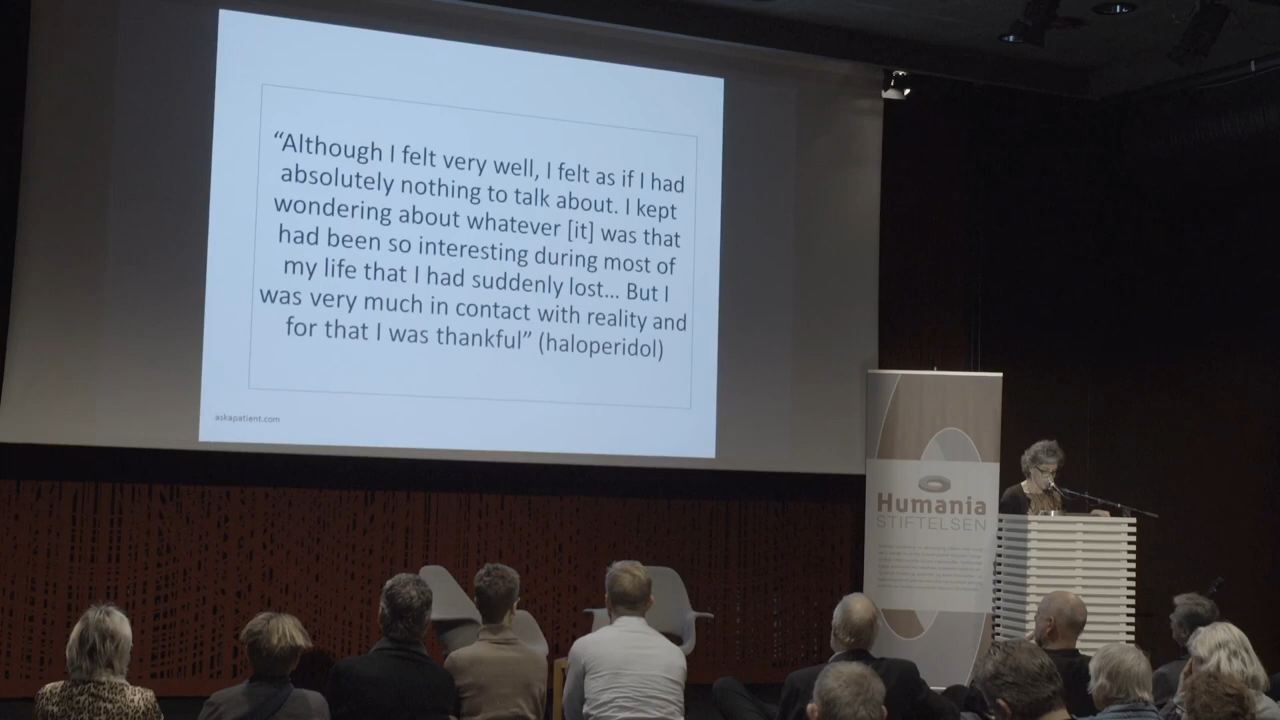 “Although I felt very well, I felt as if I had
absolutely nothing to talk about. I kept
wondering about whatever [it] was that
had been so interesting during most of
my life that I had suddenly lost... But I
was very much in contact with reality and
for that I was thankful” (haloperidol)
askapatient.com
Humania
STIFTELSEN